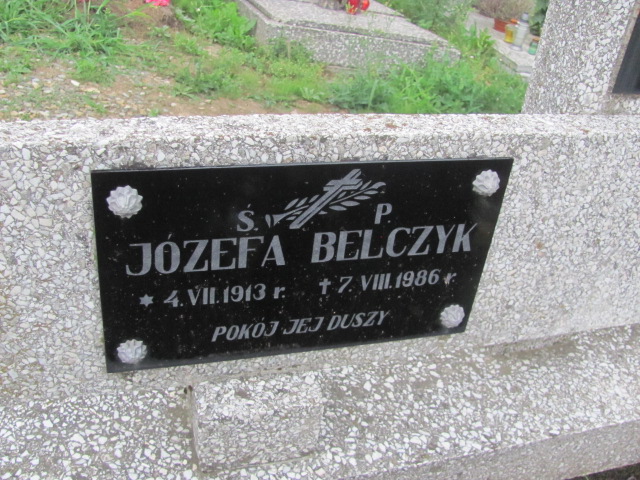 Ś. P.
JÓZEFA BELCZYK
* 4. VII. 1913 r. † 7. VIII. 1986 r.
POKÓJ JEJ DUSZY